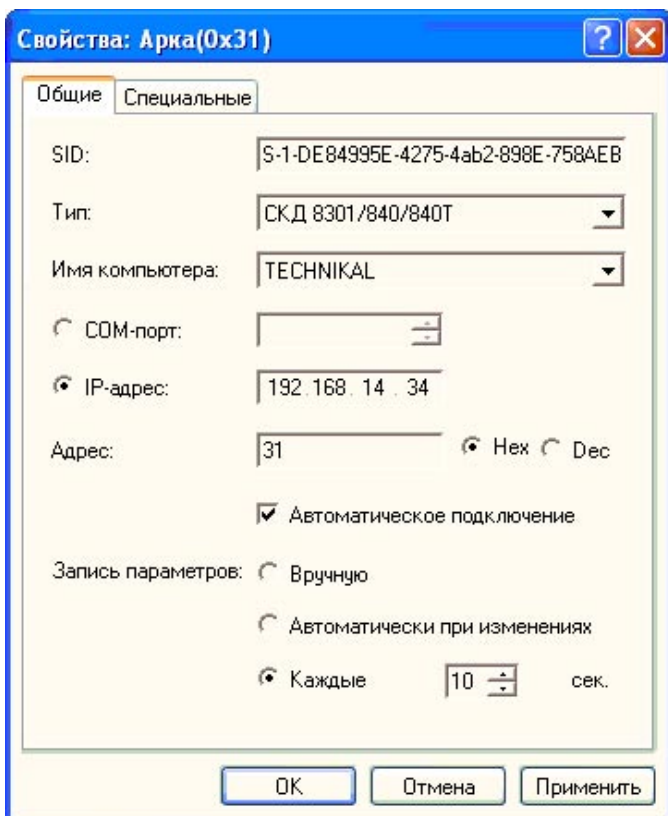 Свойства: Арка(0x31)
Общие Специальные
SID: S-1-DE84995E-4275-4ab2-898E-758AEB
Тип: СКД 8301/840/840Т
Имя компьютера: TECHNIKAL
COM-порт:
IP-адрес: 192 . 168 . 14 . 34
Адрес: 31 Hex Dec
Автоматическое подключение
Запись параметров: Вручную
Автоматически при изменениях
Каждые 10 сек.
OK Отмена Применить